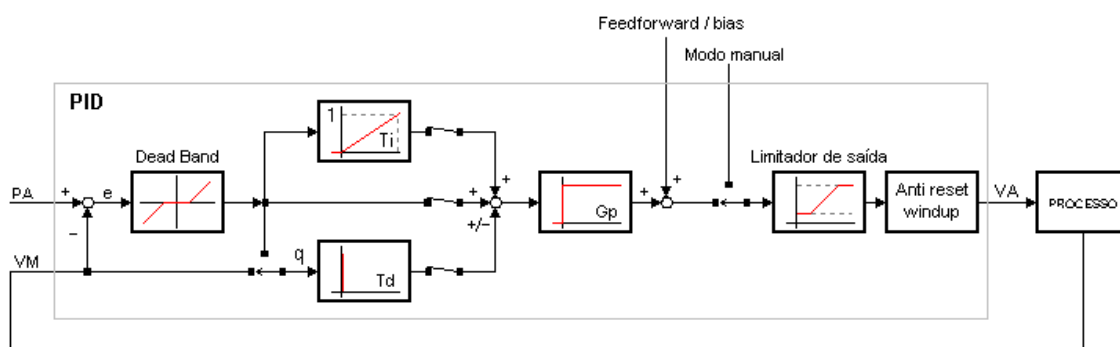 Feedforward / bias
Modo manual
PID
1
Ti
Dead Band
Limitador de saída
PA
+
e
+
+
+
+
Gp
Anti reset
windup
VA
PROCESSO
−
+/−
VM
q
Td